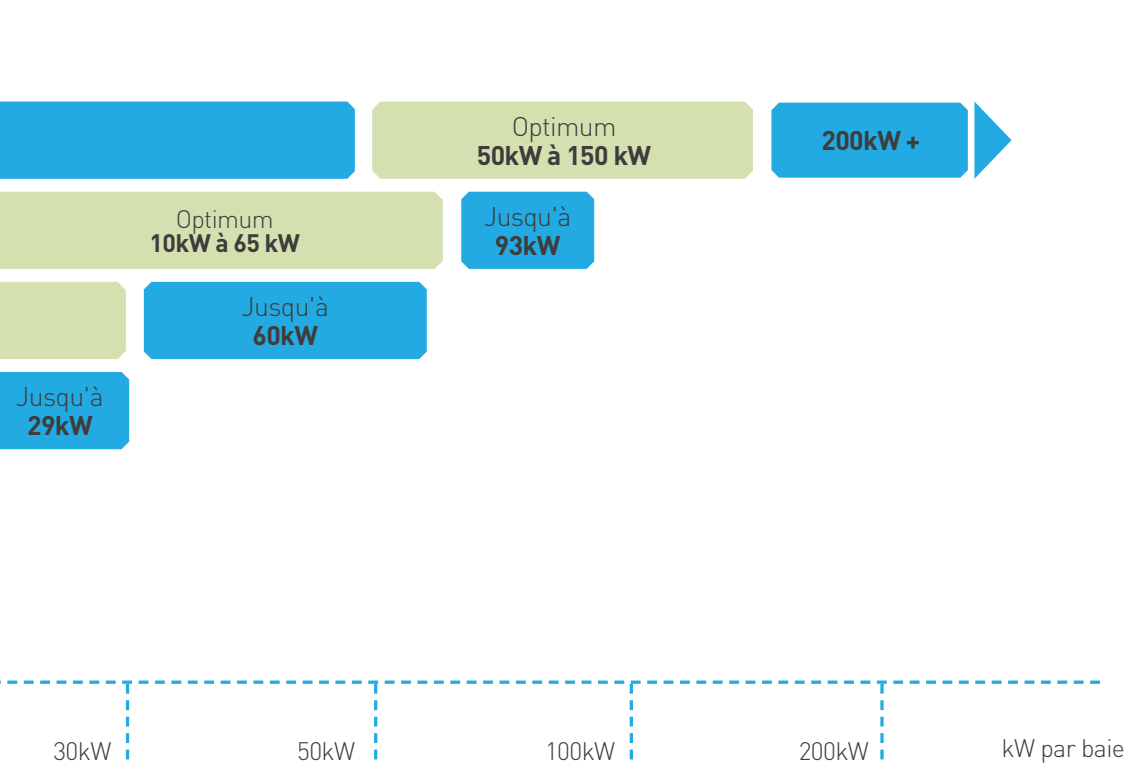 Optimum
50kW à 150 kW
200kW +
Optimum
10kW à 65 kW
Jusqu'à
93kW
Jusqu'à
60kW
Jusqu'à
29kW
30kW
50kW
100kW
200kW
kW par baie